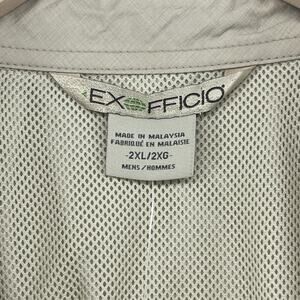 EXOFFICIO
MADE IN MALAYSIA
FABRIQUÉ EN MALAISIE
-2XL/2XG-
MENS/HOMMES